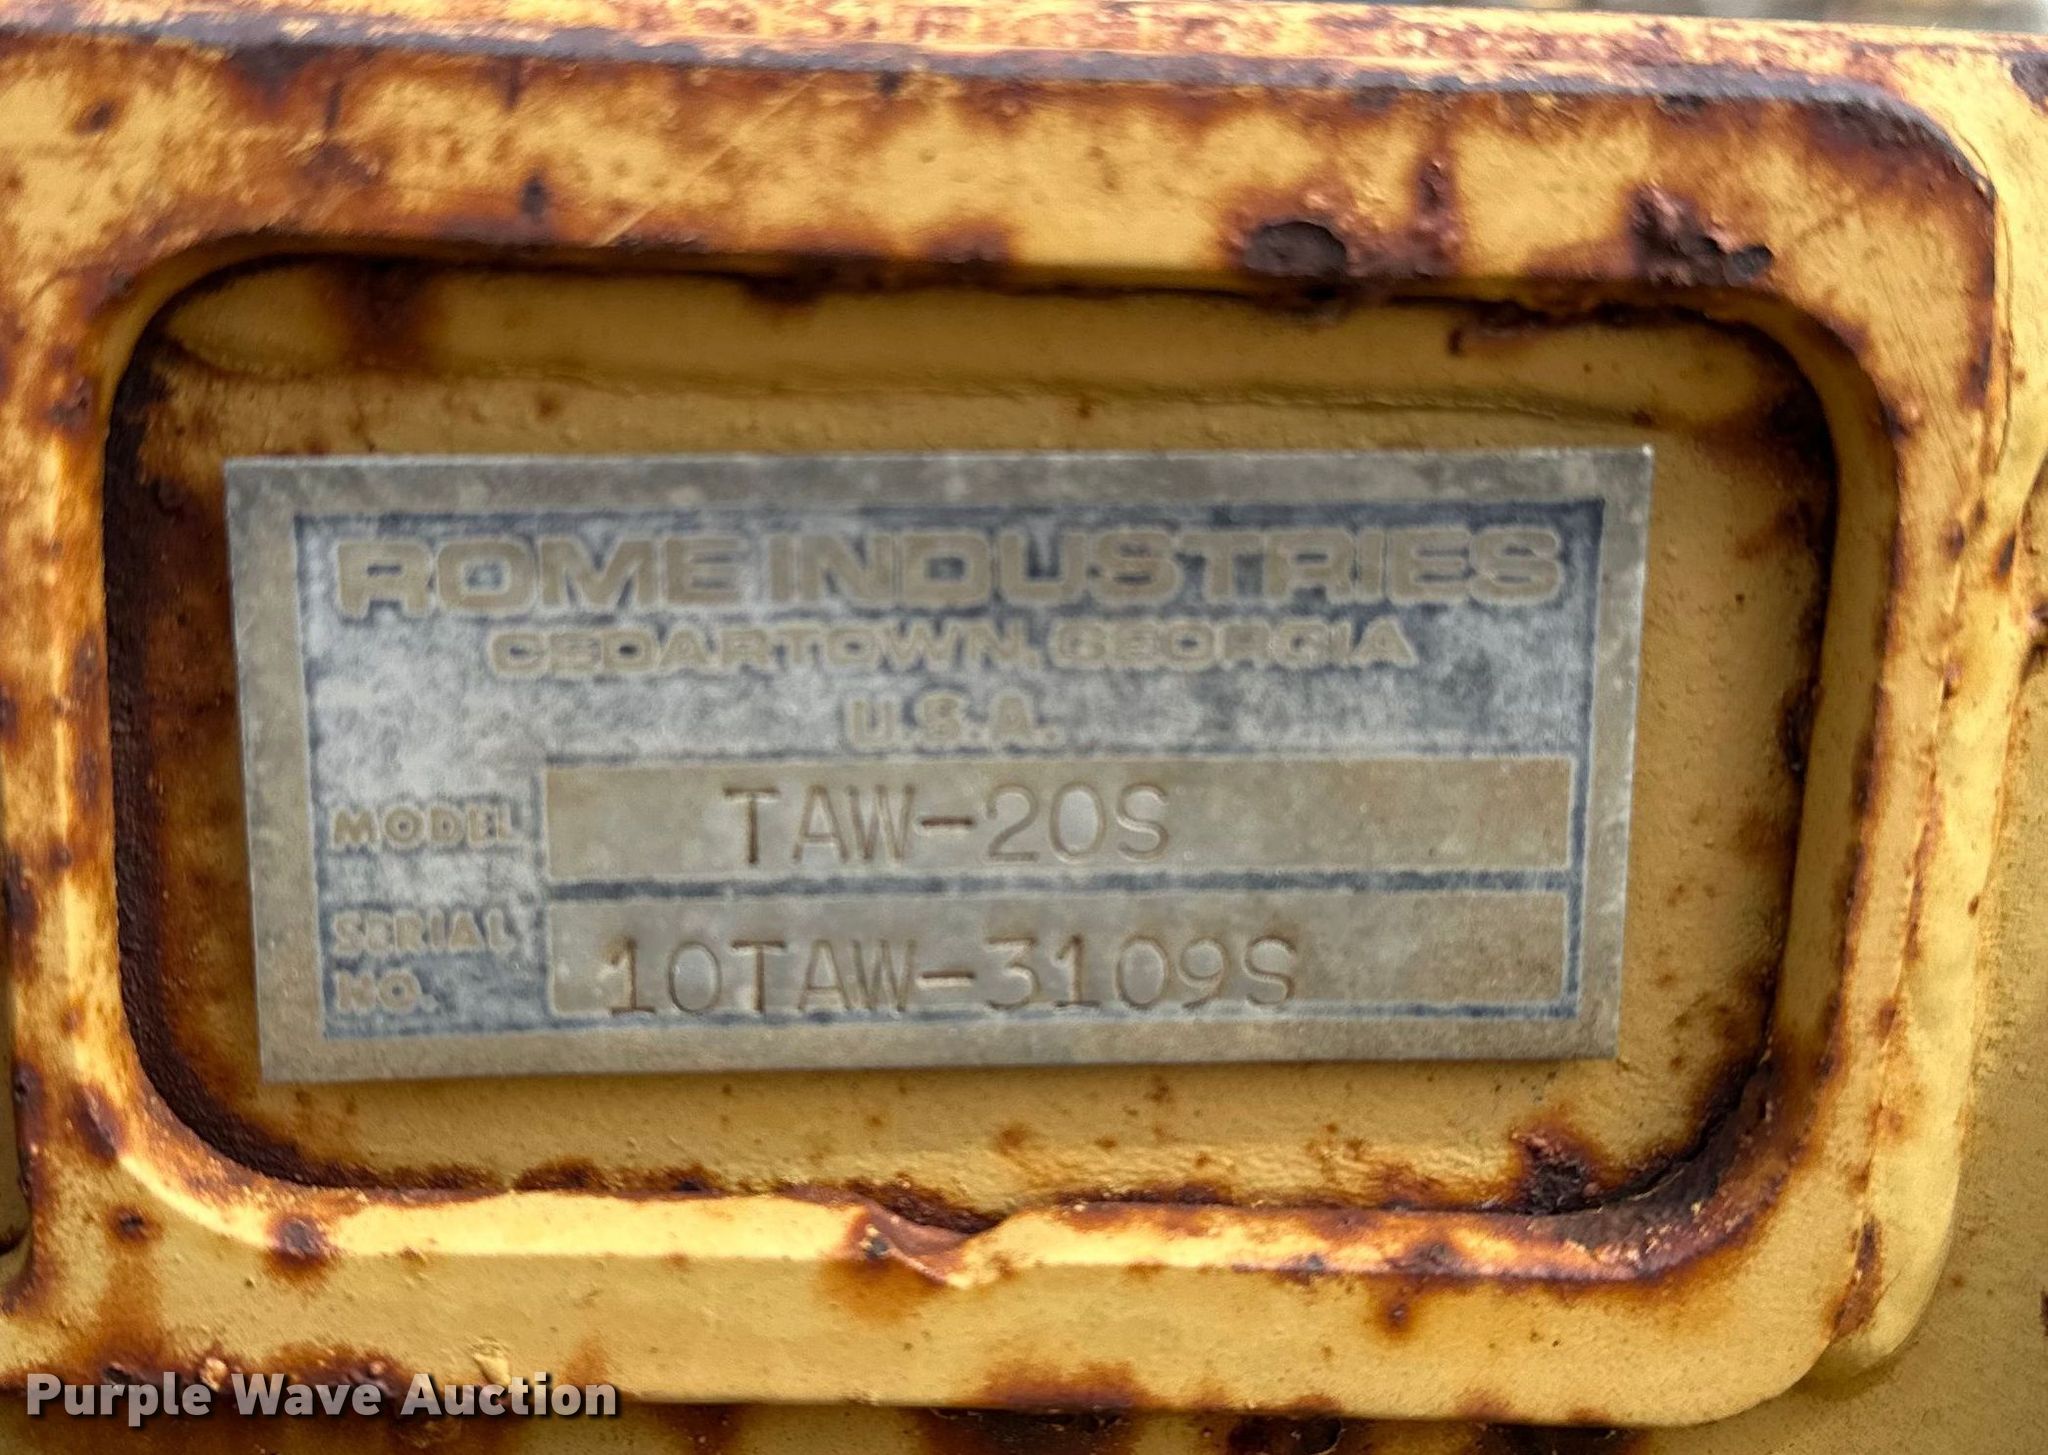 ROME INDUSTRIES
CEDARTOWN, GEORGIA
U.S.A.
MODEL TAW-20S
SERIAL NO. 10TAW-3109S
Purple Wave Auction